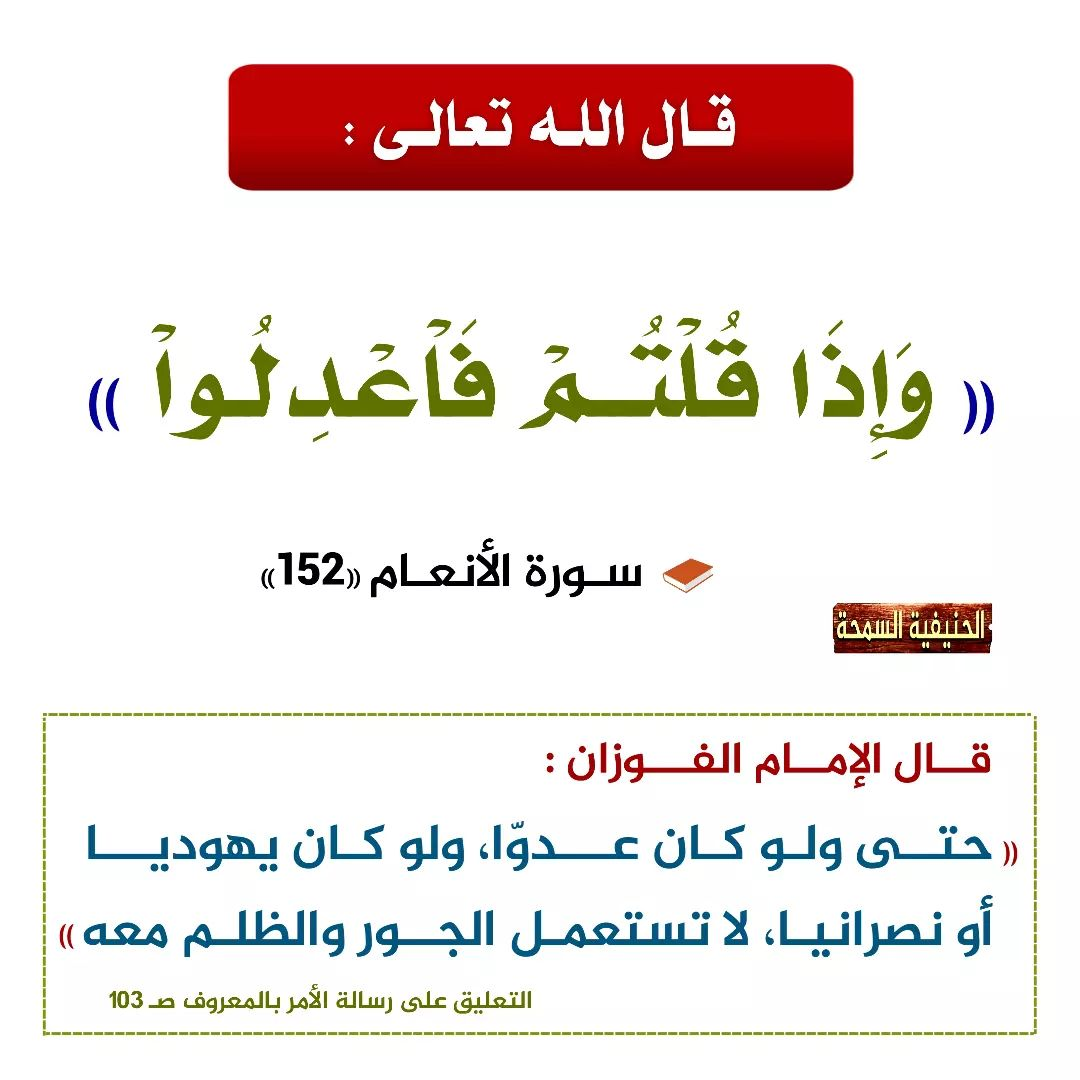 قال الله تعالى :
(( وَإِذَا قُلْتُمْ فَاْعْدِلُواْ ))
سورة الأنعام ((152))
الحنيفية السمحة
قال الإمام الفوزان :
(( حتى ولو كان عدوّا، ولو كان يهوديا
أو نصرانيا، لا تستعمل الجور والظلم معه ))
التعليق على رسالة الأمر بالمعروف صـ 103